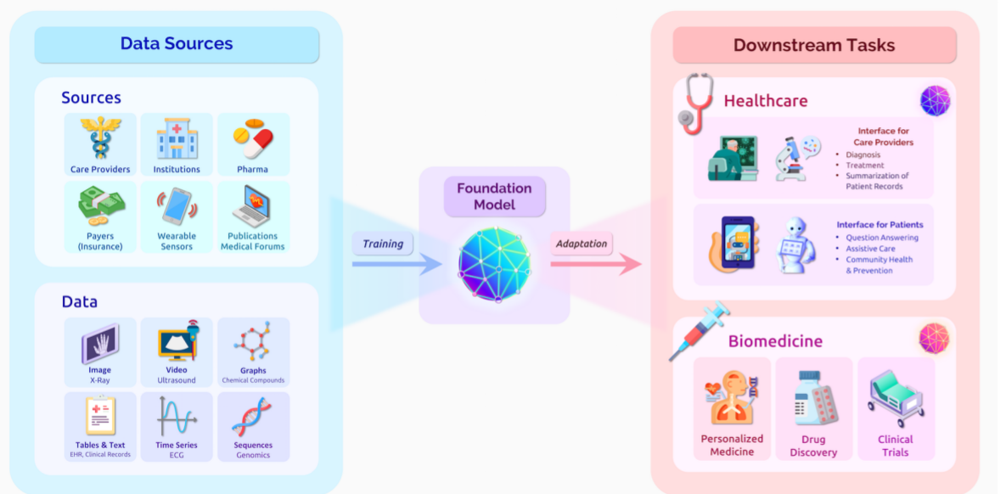 Data Sources
Sources
Care Providers
Institutions
Pharma
Payers
(Insurance)
Wearable
Sensors
Publications
Medical Forums
Data
Image
X-Ray
Video
Ultrasound
Graphs
Chemical Compounds
Tables & Text
EHR, Clinical Records
Time Series
ECG
Sequences
Genomics
Training
Foundation
Model
Adaptation
Downstream Tasks
Healthcare
Interface for
Care Providers
• Diagnosis
• Treatment
• Summarization of
Patient Records
Interface for Patients
• Question Answering
• Assistive Care
• Community Health
& Prevention
Biomedicine
Personalized
Medicine
Drug
Discovery
Clinical
Trials